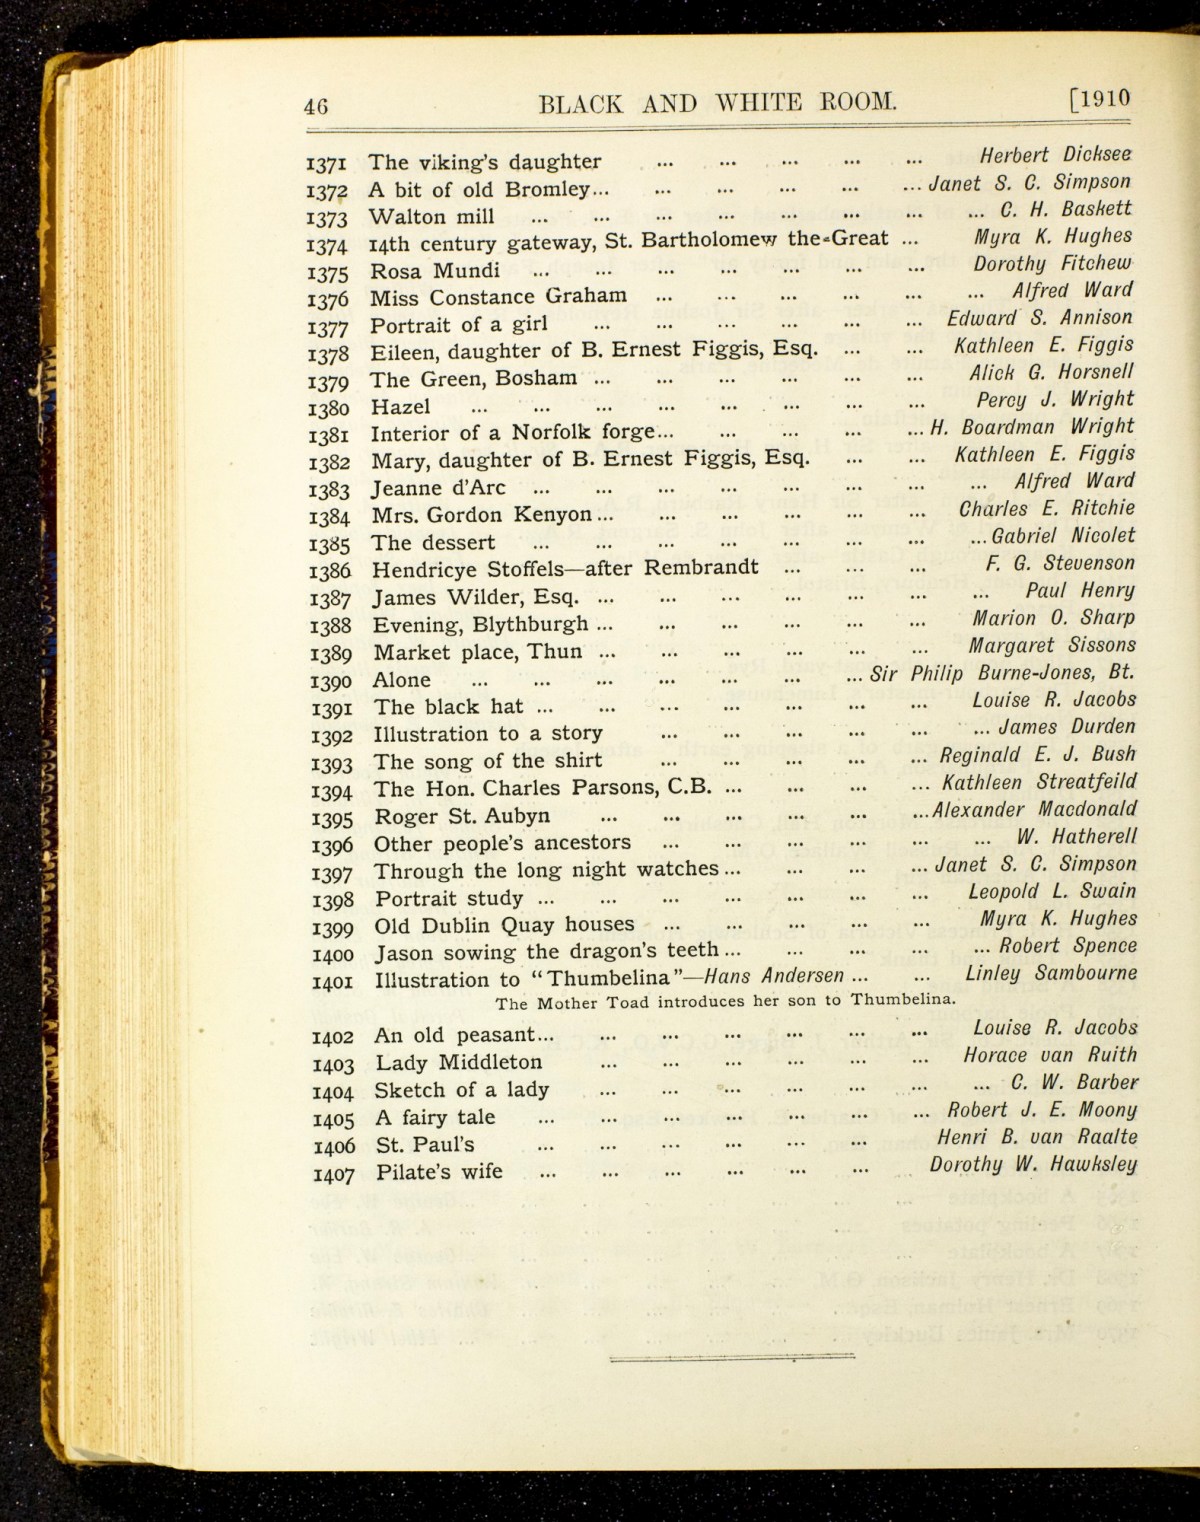 46 BLACK AND WHITE ROOM. [1910
1371 The viking's daughter ... ... ... ... ... Herbert Dicksee
1372 A bit of old Bromley... ... ... ... ... ... Janet S. C. Simpson
1373 Walton mill ... ... ... ... ... ... ... ... C. H. Baskett
1374 14th century gateway, St. Bartholomew the-Great ... Myra K. Hughes
1375 Rosa Mundi ... ... ... ... ... ... ... Dorothy Fitchew
1376 Miss Constance Graham ... ... ... ... ... ... Alfred Ward
1377 Portrait of a girl ... ... ... ... ... ... Edward S. Annison
1378 Eileen, daughter of B. Ernest Figgis, Esq. ... ... Kathleen E. Figgis
1379 The Green, Bosham ... ... ... ... ... ... Alick G. Horsnell
1380 Hazel ... ... ... ... ... ... ... ... Percy J. Wright
1381 Interior of a Norfolk forge... ... ... ... ... H. Boardman Wright
1382 Mary, daughter of B. Ernest Figgis, Esq. ... ... Kathleen E. Figgis
1383 Jeanne d'Arc ... ... ... ... ... ... ... ... Alfred Ward
1384 Mrs. Gordon Kenyon... ... ... ... ... ... Charles E. Ritchie
1385 The dessert ... ... ... ... ... ... ... ... Gabriel Nicolet
1386 Hendricye Stoffels—after Rembrandt ... ... ... F. G. Stevenson
1387 James Wilder, Esq. ... ... ... ... ... ... ... Paul Henry
1388 Evening, Blythburgh ... ... ... ... ... ... Marion O. Sharp
1389 Market place, Thun ... ... ... ... ... ... Margaret Sissons
1390 Alone ... ... ... ... ... ... ... Sir Philip Burne-Jones, Bt.
1391 The black hat ... ... ... ... ... ... ... Louise R. Jacobs
1392 Illustration to a story ... ... ... ... ... ... James Durden
1393 The song of the shirt ... ... ... ... ... Reginald E. J. Bush
1394 The Hon. Charles Parsons, C.B. ... ... ... ... Kathleen Streatfeild
1395 Roger St. Aubyn ... ... ... ... ... ... Alexander Macdonald
1396 Other people's ancestors ... ... ... ... ... ... W. Hatherell
1397 Through the long night watches... ... ... ... Janet S. C. Simpson
1398 Portrait study ... ... ... ... ... ... ... Leopold L. Swain
1399 Old Dublin Quay houses ... ... ... ... ... Myra K. Hughes
1400 Jason sowing the dragon's teeth... ... ... ... Robert Spence
1401 Illustration to "Thumbelina"—Hans Andersen ... ... Linley Sambourne
The Mother Toad introduces her son to Thumbelina.
1402 An old peasant... ... ... ... ... ... ... Louise R. Jacobs
1403 Lady Middleton ... ... ... ... ... ... Horace van Ruith
1404 Sketch of a lady ... ... ... ... ... ... ... C. W. Barber
1405 A fairy tale ... ... ... ... ... ... ... Robert J. E. Moony
1406 St. Paul's ... ... ... ... ... ... Henri B. van Raalte
1407 Pilate's wife ... ... ... ... ... ... Dorothy W. Hawksley